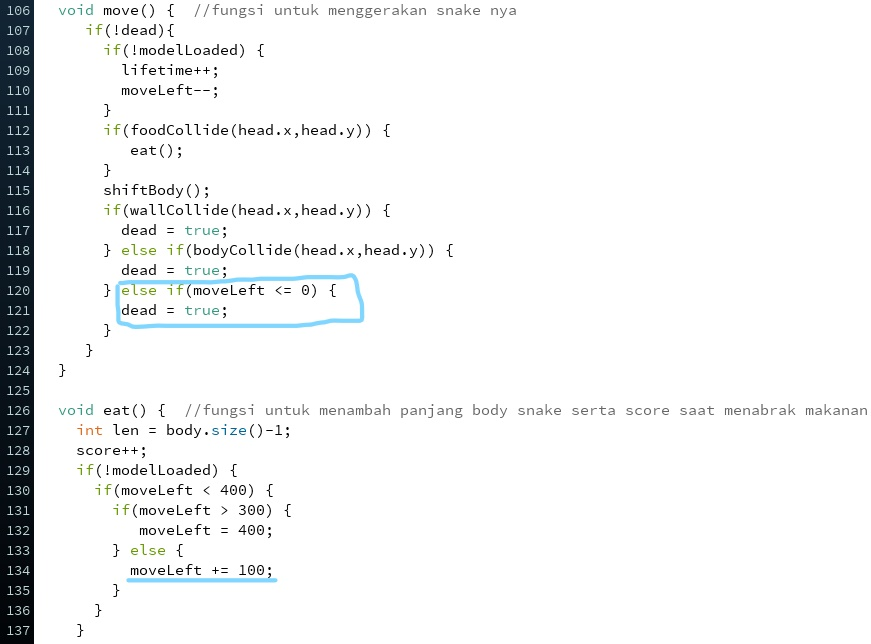 106 void move() {  //fungsi untuk menggerakan snake nya
107 if(!dead){
108 if(!modelLoaded) {
109 lifetime++;
110 moveLeft--;
111 }
112 if(foodCollide(head.x,head.y)) {
113 eat();
114 }
115 shiftBody();
116 if(wallCollide(head.x,head.y)) {
117 dead = true;
118 } else if(bodyCollide(head.x,head.y)) {
119 dead = true;
120 } else if(moveLeft <= 0) {
121 dead = true;
122 }
123 }
124 }
125
126 void eat() {  //fungsi untuk menambah panjang body snake serta score saat menabrak makanan
127 int len = body.size()-1;
128 score++;
129 if(!modelLoaded) {
130 if(moveLeft < 400) {
131 if(moveLeft > 300) {
132 moveLeft = 400;
133 } else {
134 moveLeft += 100;
135 }
136 }
137 }